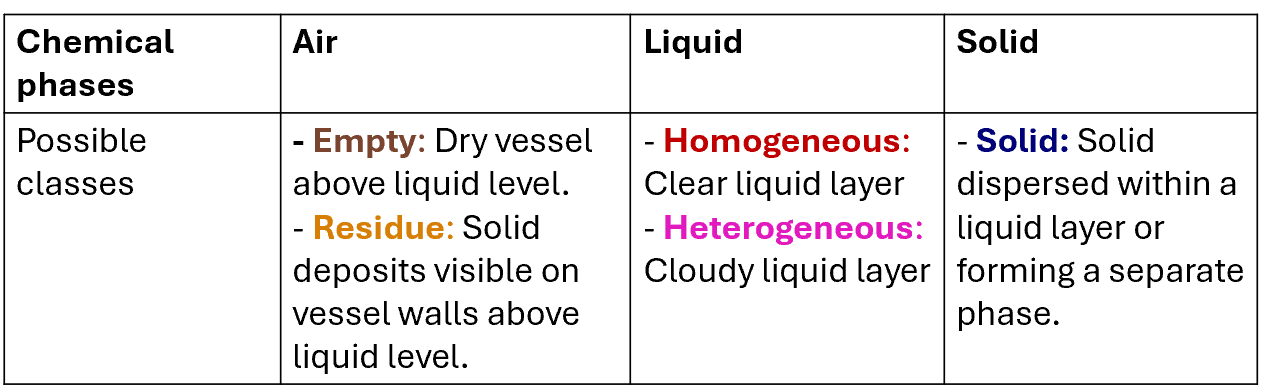 Chemical
phases
Air
Liquid
Solid
Possible
classes
- Empty: Dry vessel
above liquid level.
- Residue: Solid
deposits visible on
vessel walls above
liquid level.
- Homogeneous:
Clear liquid layer
- Heterogeneous:
Cloudy liquid layer
- Solid: Solid
dispersed within a
liquid layer or
forming a separate
phase.